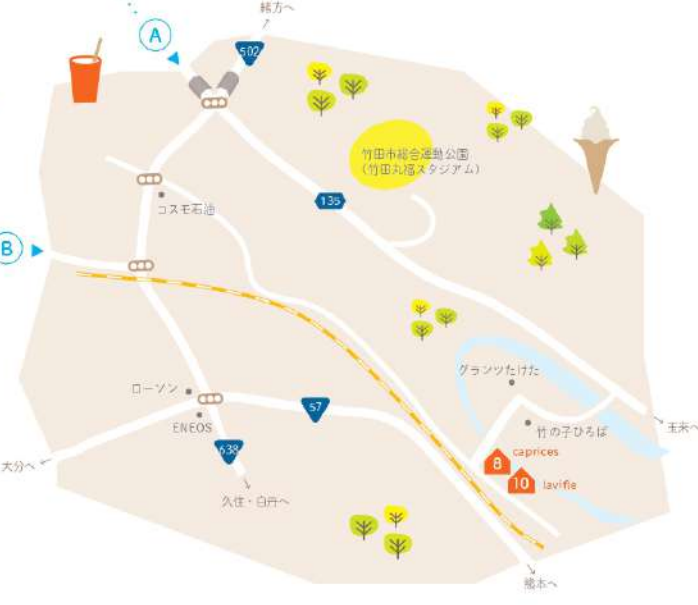 緒方へ
A
502
竹田市総合運動公園
(竹田丸福スタジアム)
135
コスモ石油
B
グランツたけた
ローソン
57
竹の子ひろば
玉来へ
ENEOS
caprices
8
638
大分へ
10
lavifie
久住・白丹へ
熊本へ